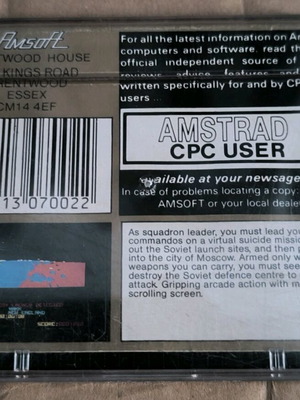 Amsoft
TWOOD HOUSE
KINGS ROAD
RENTWOOD
ESSEX
CM14 4EF
13 070022
For all the latest information on Am
computers and software. read th
official independent source of
reviews advice features and
written specifically for and by CP
users ...
AMSTRAD
CPC USER
vailable at your newsage
In case of problems locating a copy:
AMSOFT or your local deale
As squadron leader, you must lead you
commandos on a virtual suicide missio
out the Soviet launch sites, and then p
into the city of Moscow. Armed only w
weapons you can carry, you must see
destroy the Soviet defence centre to
attack. Gripping arcade action with m
scrolling screen.